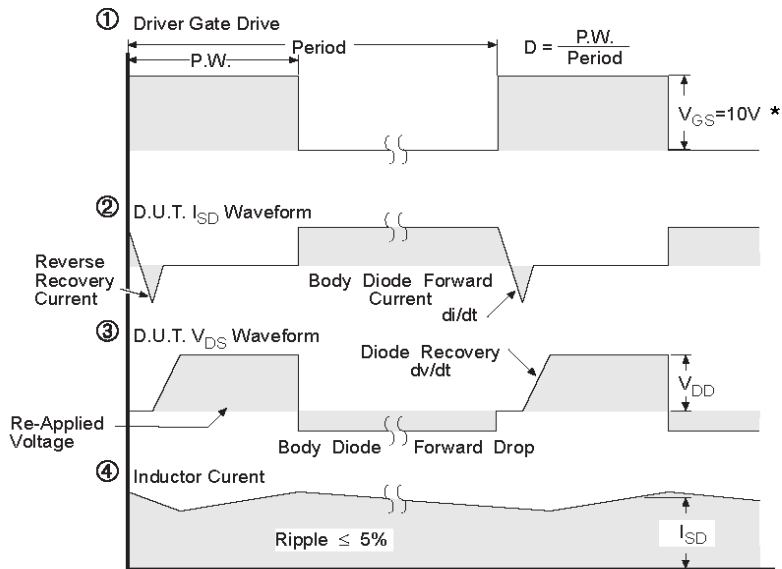 ① Driver Gate Drive
Period
P.W.
D = P.W. / Period
V_GS=10V *
② D.U.T. I_SD Waveform
Reverse
Recovery
Current
Body Diode Forward
Current
di/dt
③ D.U.T. V_DS Waveform
Diode Recovery
dv/dt
V_DD
Re-Applied
Voltage
Body Diode
Forward Drop
④ Inductor Curent
Ripple ≤ 5%
I_SD